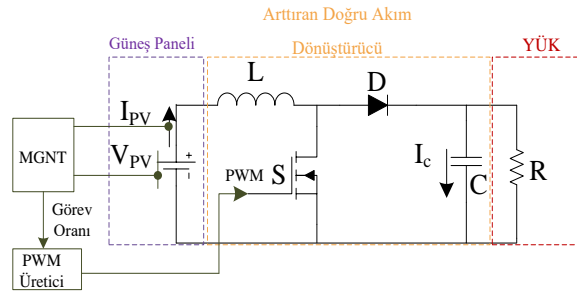 Arttıran Doğru Akım
Dönüştürücü
Güneş Paneli
YÜK
L
D
I_PV
MGNT
V_PV
+
PWM
S
I_c
C
R
Görev
Oranı
PWM
Üretici